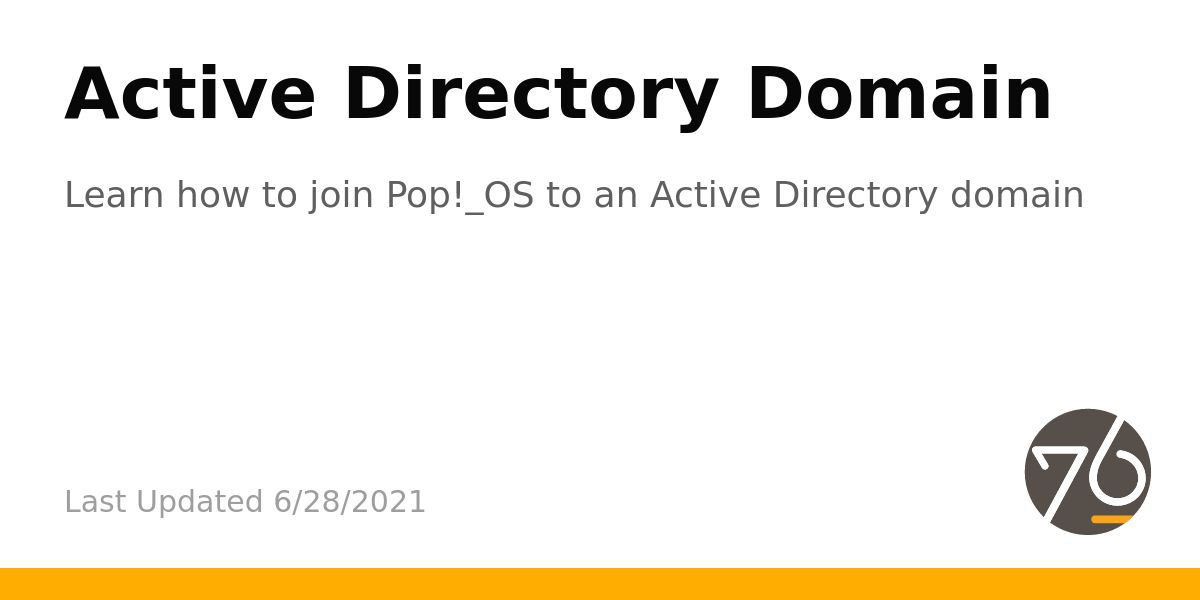 Active Directory Domain
Learn how to join Pop!_OS to an Active Directory domain
Last Updated 6/28/2021
76